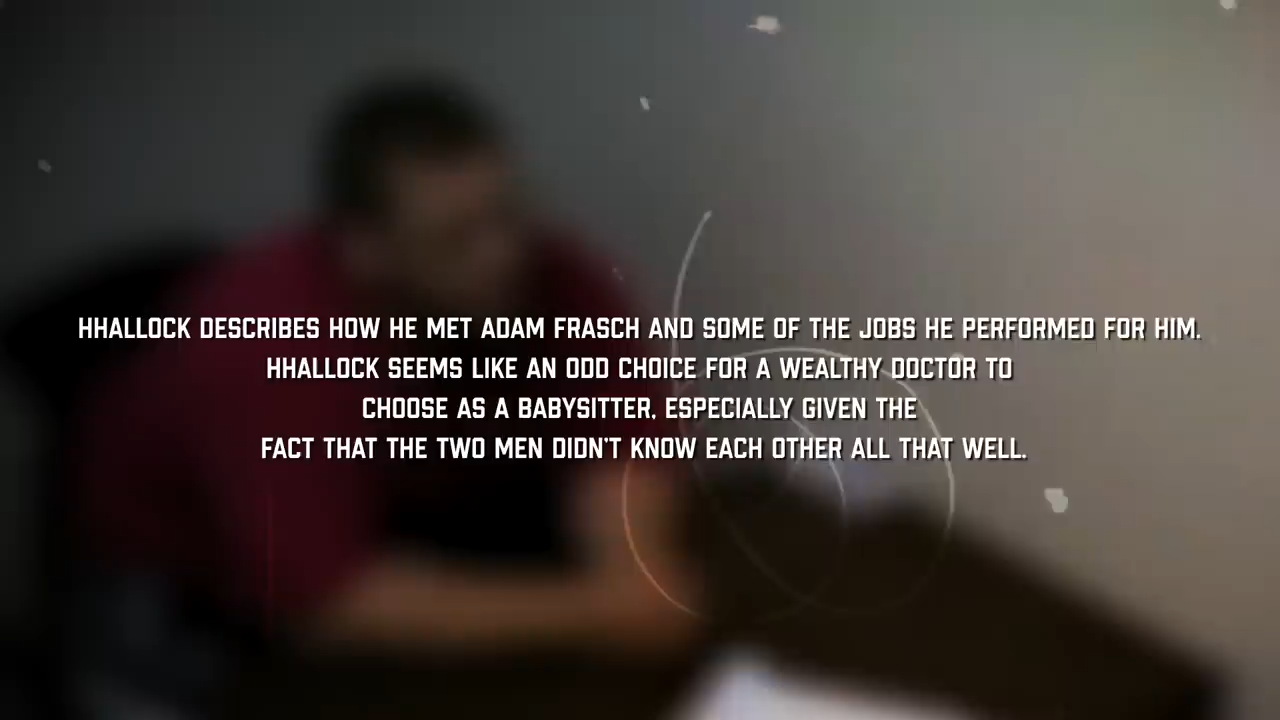 HHALLOCK DESCRIBES HOW HE MET ADAM FRASCH AND SOME OF THE JOBS HE PERFORMED FOR HIM.
HHALLOCK SEEMS LIKE AN ODD CHOICE FOR A WEALTHY DOCTOR TO
CHOOSE AS A BABYSITTER, ESPECIALLY GIVEN THE
FACT THAT THE TWO MEN DIDN'T KNOW EACH OTHER ALL THAT WELL.